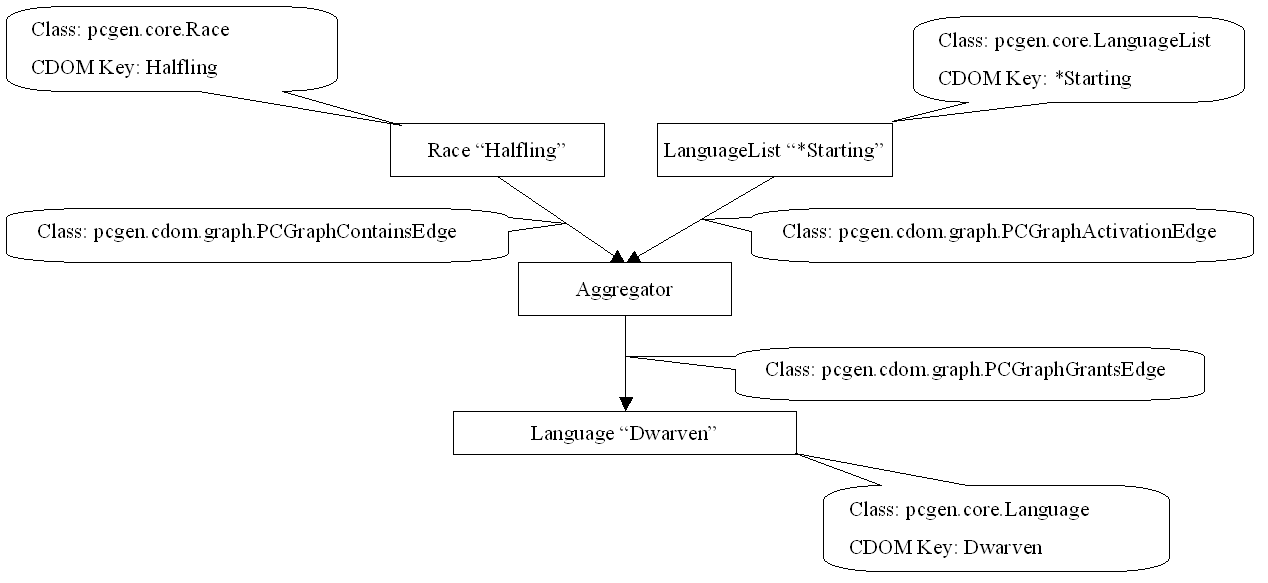 Class: pcgen.core.Race
CDOM Key: Halfling
Class: pcgen.core.LanguageList
CDOM Key: *Starting
Race “Halfling”
LanguageList “*Starting”
Class: pcgen.cdom.graph.PCGraphContainsEdge
Class: pcgen.cdom.graph.PCGraphActivationEdge
Aggregator
Class: pcgen.cdom.graph.PCGraphGrantsEdge
Language “Dwarven”
Class: pcgen.core.Language
CDOM Key: Dwarven